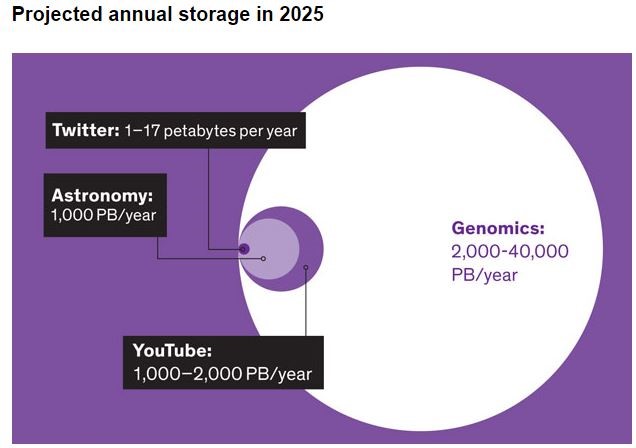 Projected annual storage in 2025
Twitter: 1–17 petabytes per year
Astronomy:
1,000 PB/year
Genomics:
2,000-40,000
PB/year
YouTube:
1,000–2,000 PB/year